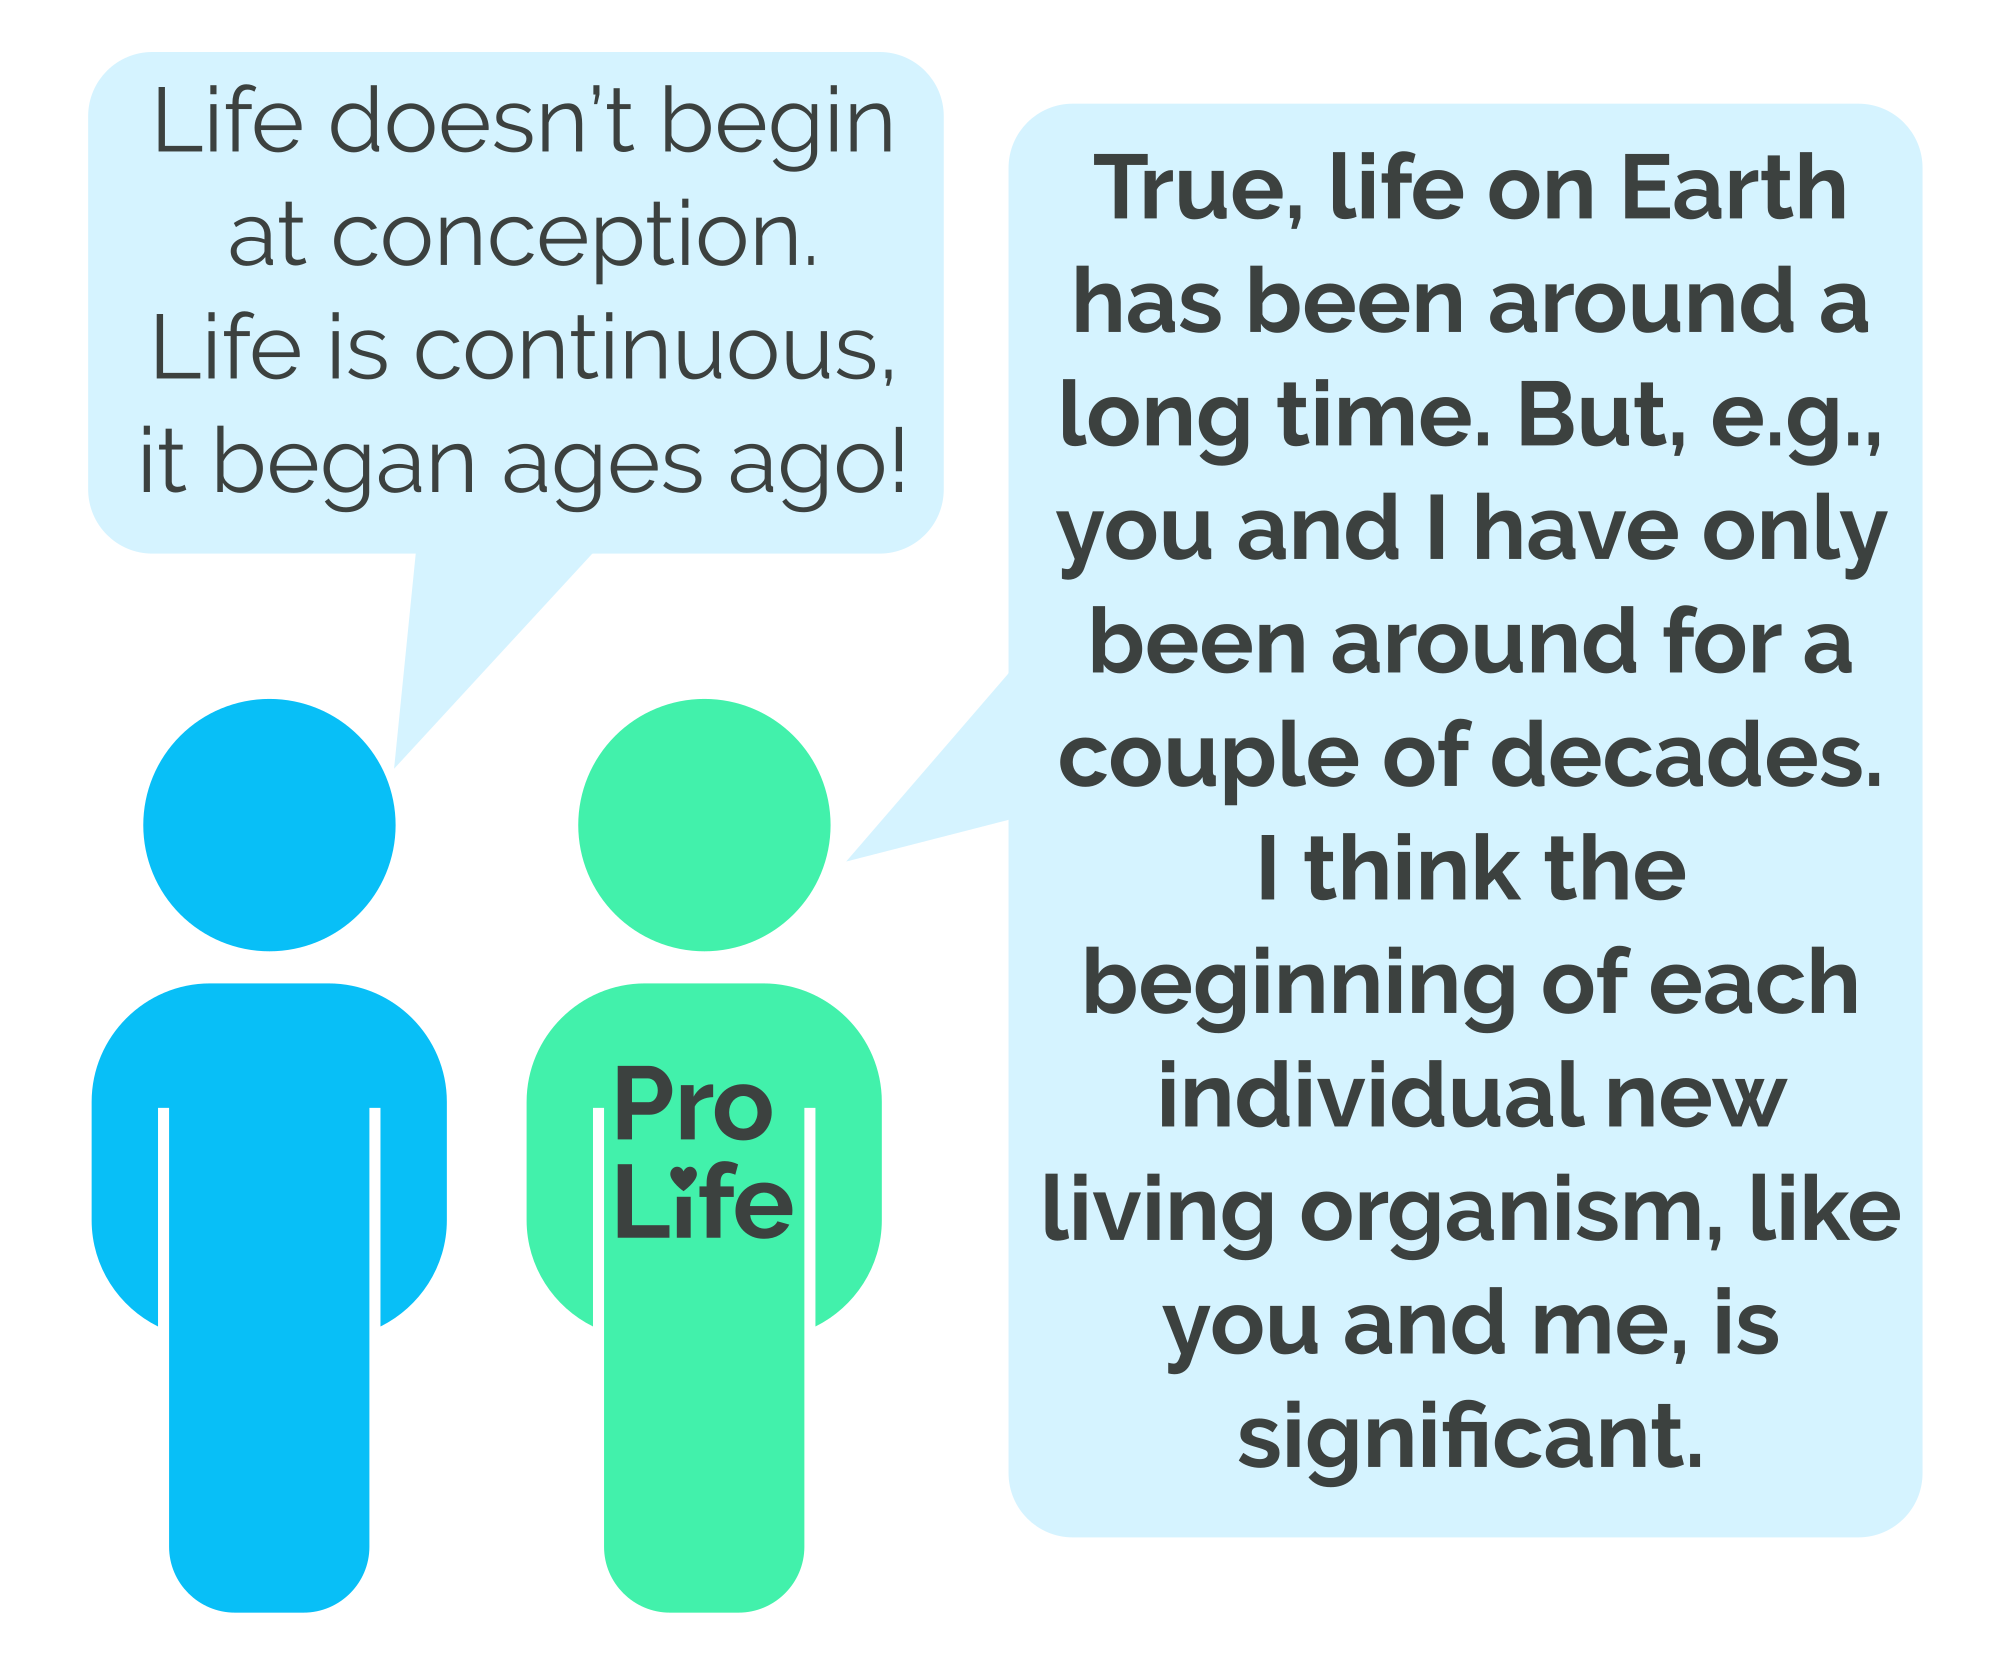 Life doesn’t begin
at conception.
Life is continuous,
it began ages ago!
True, life on Earth
has been around a
long time. But, e.g.,
you and I have only
been around for a
couple of decades.
I think the
beginning of each
individual new
living organism, like
you and me, is
significant.
Pro
Life